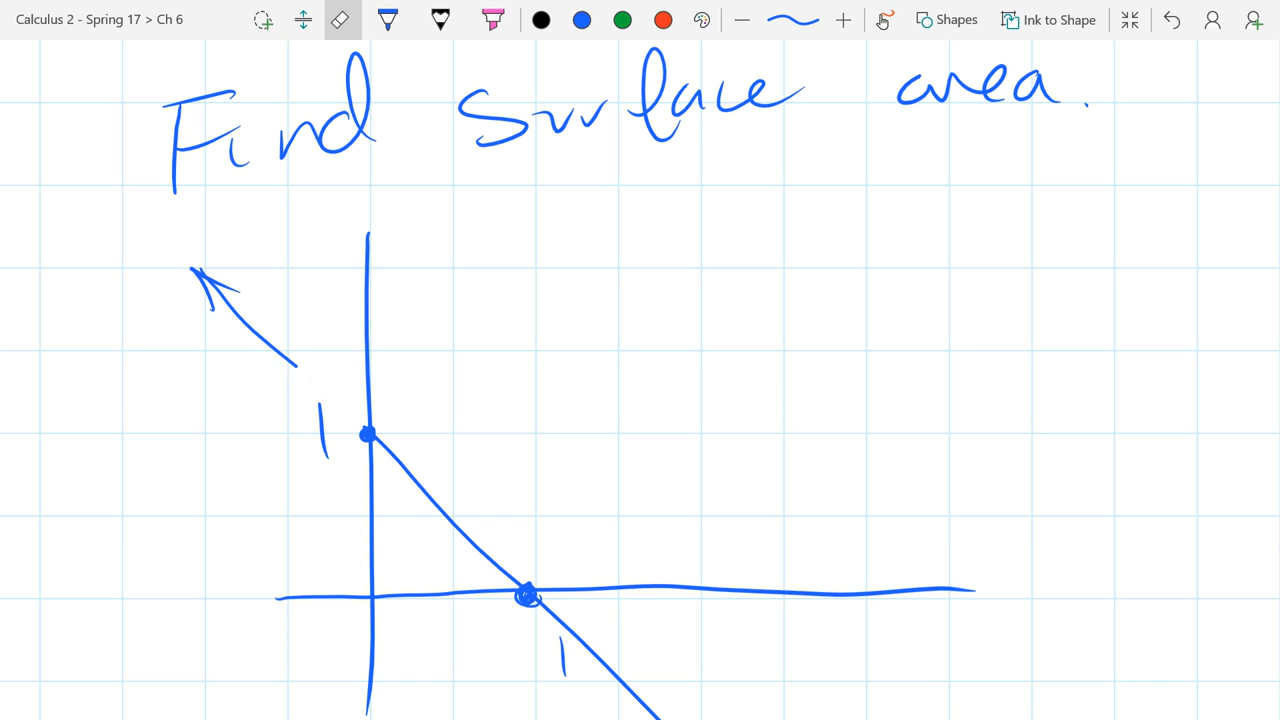 Calculus 2 - Spring 17 > Ch 6
Shapes
Ink to Shape
Find Surface area.
1
1